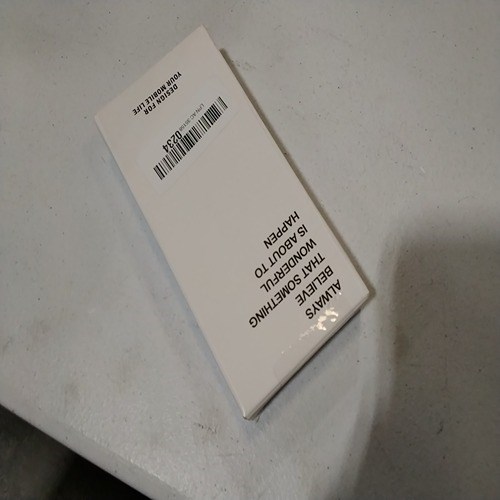 ALWAYS
BELIEVE
THAT SOMETHING
WONDERFUL
IS ABOUT TO
HAPPEN
0234
DESIGN FOR
YOUR MOBILE LIFE